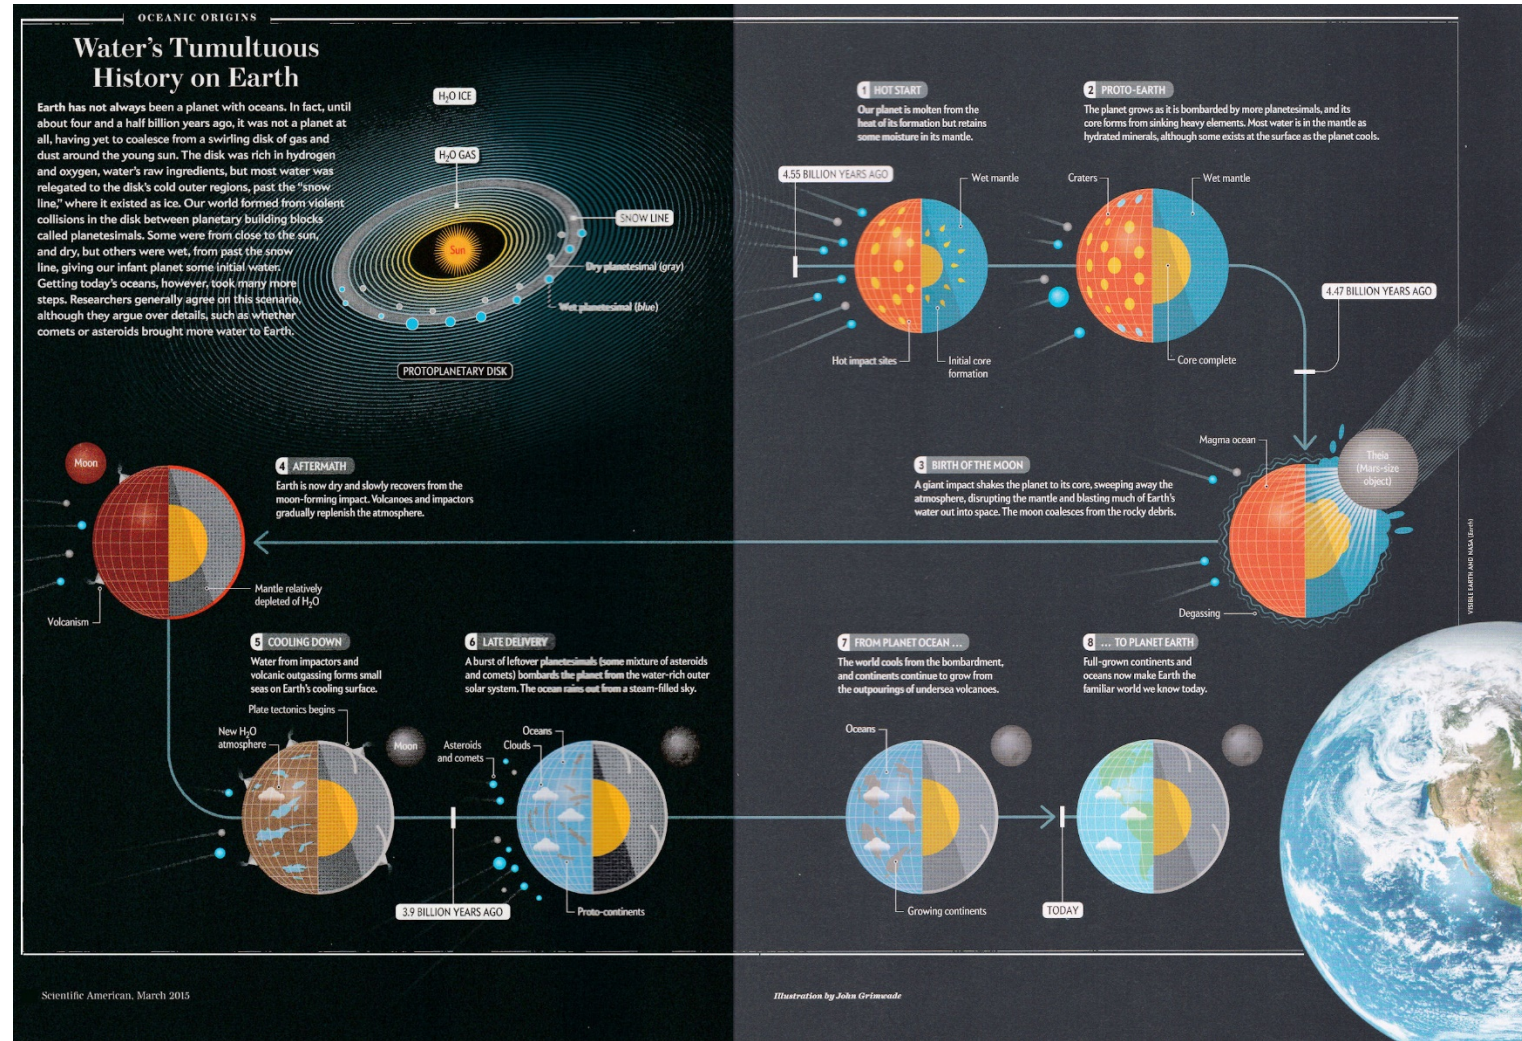 OCEANIC ORIGINS
Water's Tumultuous
History on Earth
Earth has not always been a planet with oceans. In fact, until
about four and a half billion years ago, it was not a planet at
all, having yet to coalesce from a swirling disk of gas and
dust around the young sun. The disk was rich in hydrogen
and oxygen, water's raw ingredients, but most water was
relegated to the disk's cold outer regions, past the "snow
line," where it existed as ice. Our world formed from violent
collisions in the disk between planetary building blocks
called planetesimals. Some were from close to the sun,
and dry, but others were wet, from past the snow
line, giving our infant planet some initial water.
Getting today's oceans, however, took many more
steps. Researchers generally agree on this scenario,
although they argue over details, such as whether
comets or asteroids brought more water to Earth.
H₂O ICE
H₂O GAS
SNOW LINE
Sun
Dry planetesimal (gray)
Wet planetesimal (blue)
PROTOPLANETARY DISK
1 HOT START
Our planet is molten from the
heat of its formation but retains
some moisture in its mantle.
4.55 BILLION YEARS AGO
Wet mantle
Hot impact sites
Initial core
formation
2 PROTO-EARTH
The planet grows as it is bombarded by more planetesimals, and its
core forms from sinking heavy elements. Most water is in the mantle as
hydrated minerals, although some exists at the surface as the planet cools.
Craters
Wet mantle
Core complete
4.47 BILLION YEARS AGO
3 BIRTH OF THE MOON
A giant impact shakes the planet to its core, sweeping away the
atmosphere, disrupting the mantle and blasting much of Earth's
water out into space. The moon coalesces from the rocky debris.
Magma ocean
Theia
(Mars-size
object)
Degassing
VISIBLE EARTH AND NASA (Earth)
4 AFTERMATH
Earth is now dry and slowly recovers from the
moon-forming impact. Volcanoes and impactors
gradually replenish the atmosphere.
Moon
Mantle relatively
depleted of H₂O
Volcanism
5 COOLING DOWN
Water from impactors and
volcanic outgassing forms small
seas on Earth's cooling surface.
Plate tectonics begins
New H₂O
atmosphere
Moon
3.9 BILLION YEARS AGO
6 LATE DELIVERY
A burst of leftover planetesimals (some mixture of asteroids
and comets) bombards the planet from the water-rich outer
solar system. The ocean rains out from a steam-filled sky.
Asteroids
and comets
Oceans
Clouds
Proto-continents
7 FROM PLANET OCEAN ...
The world cools from the bombardment,
and continents continue to grow from
the outpourings of undersea volcanoes.
Oceans
Growing continents
8 ... TO PLANET EARTH
Full-grown continents and
oceans now make Earth the
familiar world we know today.
TODAY
Scientific American, March 2015
Illustration by John Grimwade